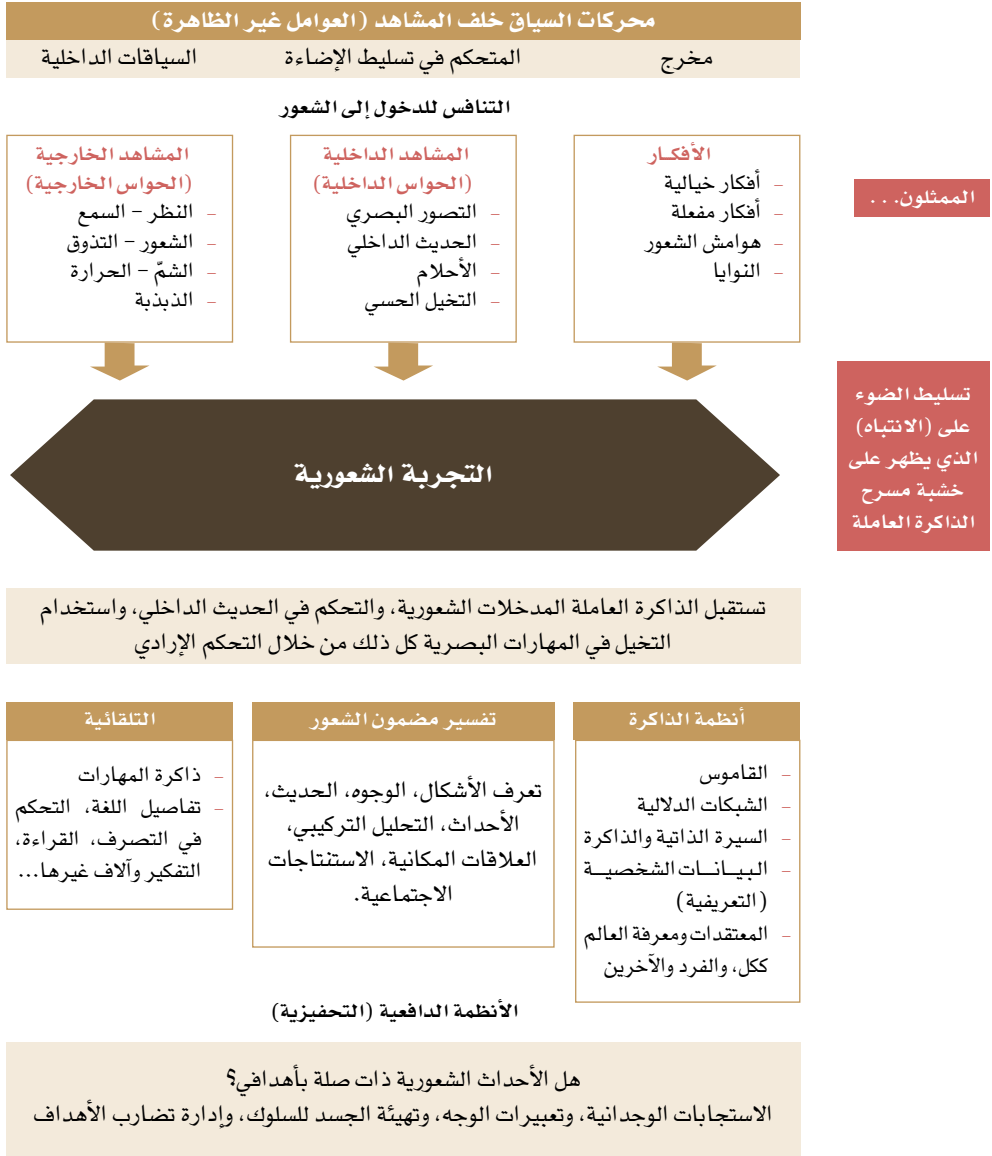 محركات السياق خلف المشاهد (العوامل غير الظاهرة)
مخرج
المتحكم في تسليط الإضاءة
السياقات الداخلية
التنافس للدخول إلى الشعور
الممثلون...
الأفكـار
– أفكار خيالية
– أفكار مفعلة
– هوامش الشعور
– النوايا
المشاهد الداخلية
(الحواس الداخلية)
– التصور البصري
– الحديث الداخلي
– الأحلام
– التخيل الحسي
المشاهد الخارجية
(الحواس الخارجية)
– النظر – السمع
– الشعور – التذوق
– الشمّ – الحرارة
– الذبذبة
تسليط الضوء
على (الانتباه)
الذي يظهر على
خشبة مسرح
الذاكرة العاملة
التجربة الشعورية
تستقبل الذاكرة العاملة المدخلات الشعورية، والتحكم في الحديث الداخلي، واستخدام
التخيل في المهارات البصرية كل ذلك من خلال التحكم الإرادي
أنظمة الذاكرة
– القاموس
– الشبكات الدلالية
– السيرة الذاتية والذاكرة
– البيـانـات الشخصيـة
(التعريفية)
– المعتقدات ومعرفة العالم
ككل، والفرد والآخرين
تفسير مضمون الشعور
تعرف الأشكال، الوجوه، الحديث،
الأحداث، التحليل التركيبي،
العلاقات المكانية، الاستنتاجات
الاجتماعية.
التلقائية
– ذاكرة المهارات
– تفاصيل اللغة، التحكم
في التصرف، القراءة،
التفكير وآلاف غيرها...
الأنظمة الدافعية (التحفيزية)
هل الأحداث الشعورية ذات صلة بأهدافي؟
الاستجابات الوجدانية، وتعبيرات الوجه، وتهيئة الجسد للسلوك، وإدارة تضارب الأهداف